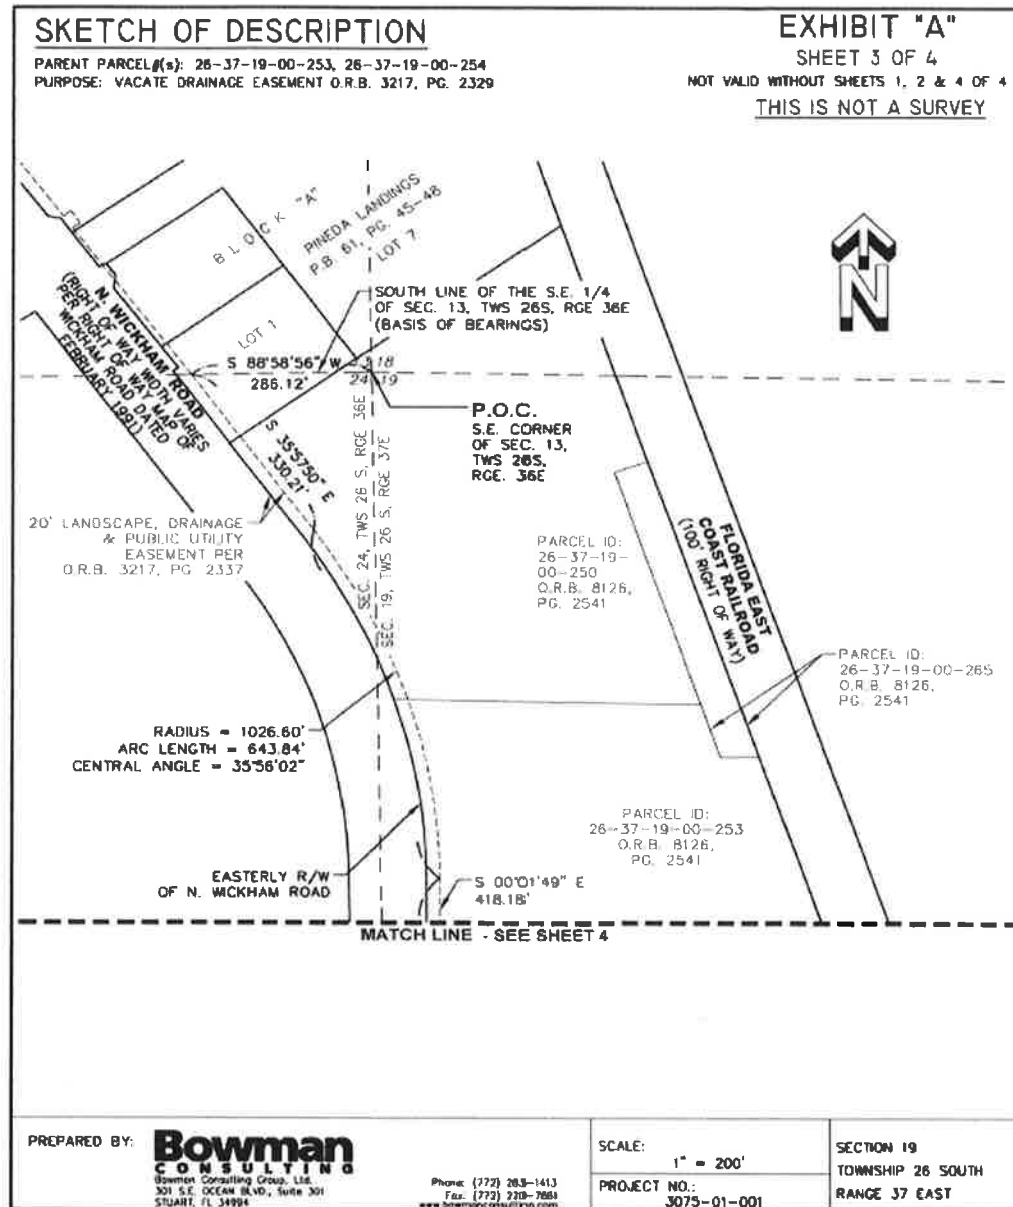 SKETCH OF DESCRIPTION
PARENT PARCEL#(s): 26-37-19-00-253, 26-37-19-00-254
PURPOSE: VACATE DRAINAGE EASEMENT O.R.B. 3217, PG. 2329
EXHIBIT "A"
SHEET 3 OF 4
NOT VALID WITHOUT SHEETS 1, 2 & 4 OF 4
THIS IS NOT A SURVEY
BLOCK "A"
PINEDA LANDINGS
P.B. 61, PG. 45-48
LOT 7
N
SOUTH LINE OF THE S.E. 1/4
OF SEC. 13, TWS 26S, RGE 36E
(BASIS OF BEARINGS)
N. WICKHAM ROAD
(RIGHT OF WAY WIDTH VARIES
PER RIGHT OF WAY MAP OF
WICKHAM ROAD DATED
FEBRUARY 1991)
LOT 1
S 88°58'56" W
286.12'
18
24 19
P.O.C.
S.E. CORNER
OF SEC. 13,
TWS 26S,
RGE. 36E
S 35°57'50" E
330.21'
SEC. 24, TWS 26 S, RGE 36E
SEC. 19, TWS 26 S, RGE 37E
20' LANDSCAPE, DRAINAGE
& PUBLIC UTILITY
EASEMENT PER
O.R.B. 3217, PG 2337
PARCEL ID:
26-37-19-
00-250
O.R.B. 8126,
PG. 2541
FLORIDA EAST
COAST RAILROAD
(100' RIGHT OF WAY)
PARCEL ID:
26-37-19-00-265
O.R.B. 8126,
PG. 2541
RADIUS = 1026.60'
ARC LENGTH = 643.84'
CENTRAL ANGLE = 35°56'02"
PARCEL ID:
26-37-19-00-253
O.R.B. 8126,
PG. 2541
EASTERLY R/W
OF N. WICKHAM ROAD
S 00°01'49" E
418.18'
MATCH LINE - SEE SHEET 4
PREPARED BY:
Bowman
CONSULTING
Bowman Consulting Group, Ltd.
301 S.E. OCEAN BLVD., Suite 301
STUART, FL 34994
Phone: (772) 283-1413
Fax: (772) 220-7881
www.bowmanconsulting.com
SCALE:
1" = 200'
PROJECT NO.:
3075-01-001
SECTION 19
TOWNSHIP 26 SOUTH
RANGE 37 EAST